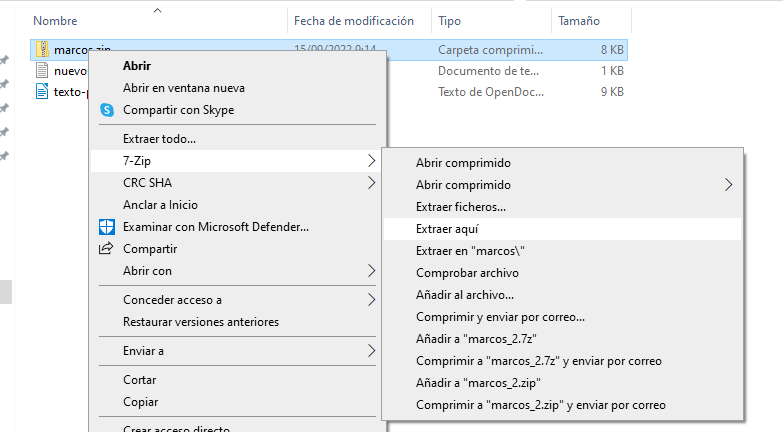 Nombre Fecha de modificación Tipo Tamaño
marcos.zip 15/09/2022 9:14 Carpeta comprimi... 8 KB
nuevo Documento de te... 1 KB
texto-p Texto de OpenDoc... 9 KB
Abrir
Abrir en ventana nueva
Compartir con Skype
Extraer todo...
7-Zip
CRC SHA
Anclar a Inicio
Examinar con Microsoft Defender...
Compartir
Abrir con
Conceder acceso a
Restaurar versiones anteriores
Enviar a
Cortar
Copiar
Crear acceso directo
Abrir comprimido
Abrir comprimido
Extraer ficheros...
Extraer aquí
Extraer en "marcos\"
Comprobar archivo
Añadir al archivo...
Comprimir y enviar por correo...
Añadir a "marcos_2.7z"
Comprimir a "marcos_2.7z" y enviar por correo
Añadir a "marcos_2.zip"
Comprimir a "marcos_2.zip" y enviar por correo